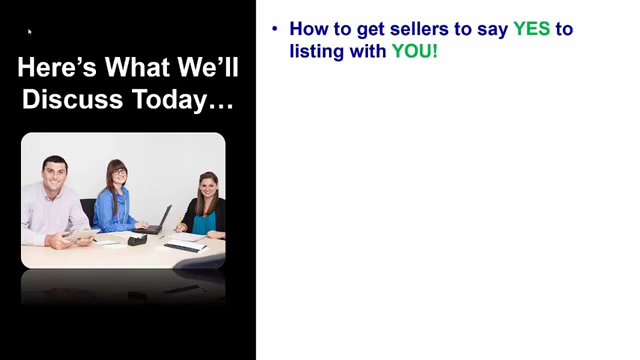 Here’s What We’ll
Discuss Today…
• How to get sellers to say YES to
listing with YOU!